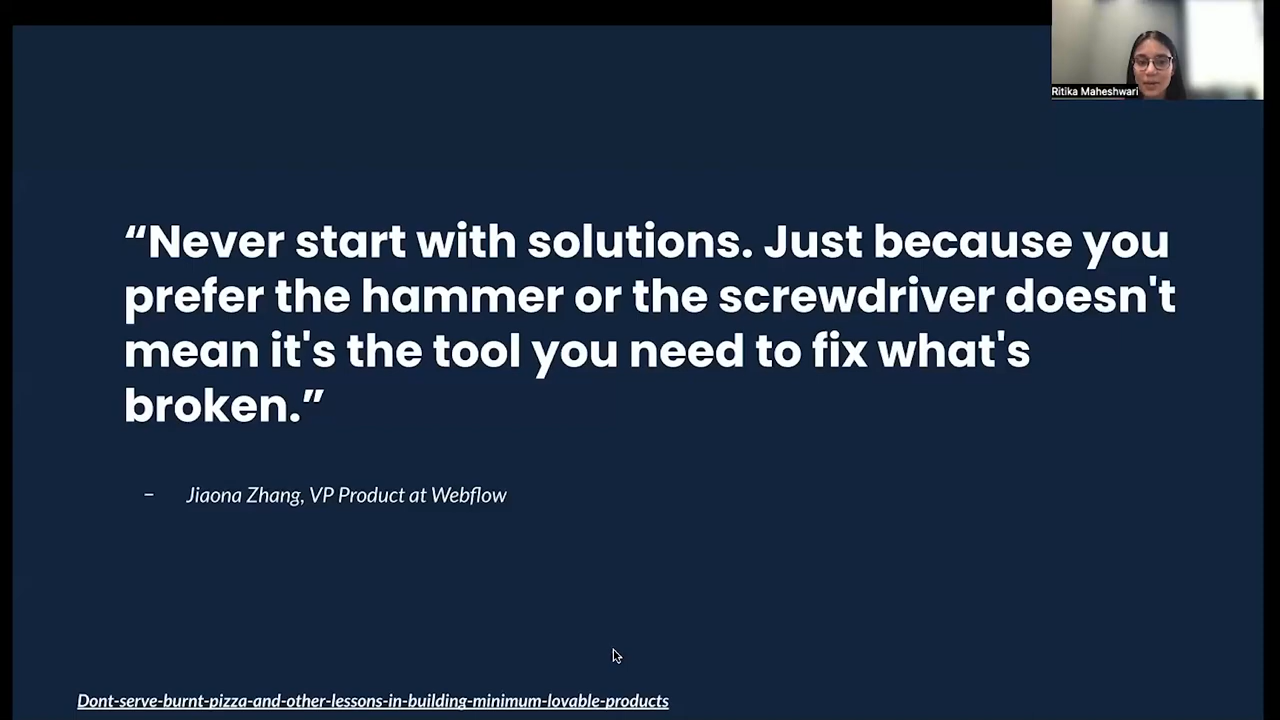 Ritika Maheshwari
“Never start with solutions. Just because you
prefer the hammer or the screwdriver doesn't
mean it's the tool you need to fix what's
broken.”
– Jiaona Zhang, VP Product at Webflow
Dont-serve-burnt-pizza-and-other-lessons-in-building-minimum-lovable-products